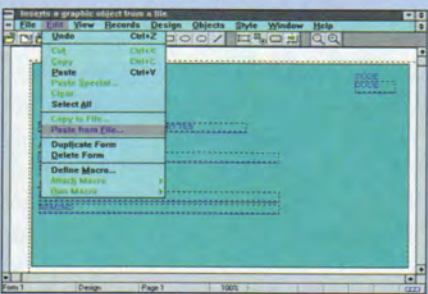 Inserts a graphic object from a file
File Edit View Records Design Objects Style Window Help
Undo Ctrl+Z
Cut Ctrl+X
Copy Ctrl+C
Paste Ctrl+V
Paste Special...
Clear
Select All
Copy to File...
Paste from File...
Duplicate Form
Delete Form
Define Macro...
Attach Macro
Run Macro
Form 1 Design Page 1 100%